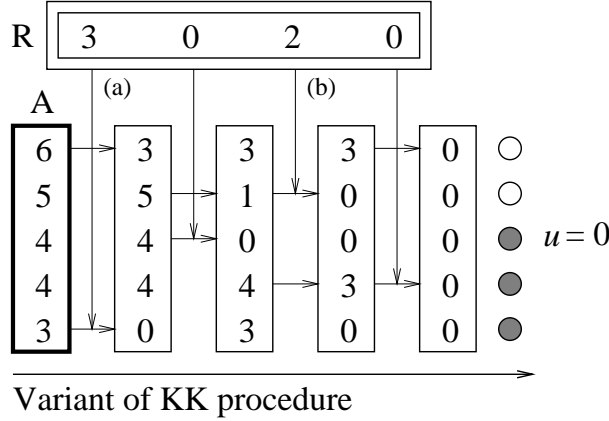 R 3 0 2 0
(a) (b)
A
6 3 3 3 0
5 5 1 0 0
4 4 0 0 0 u = 0
4 4 4 3 0
3 0 3 0 0
Variant of KK procedure